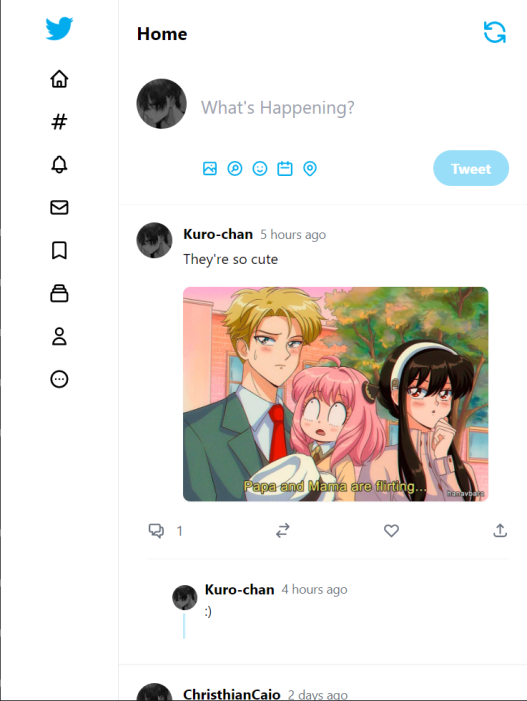 Home
What's Happening?
Tweet
Kuro-chan 5 hours ago
They're so cute
Papa and Mama are flirting...
1
Kuro-chan 4 hours ago
:)
ChristhianCaio 2 days ago